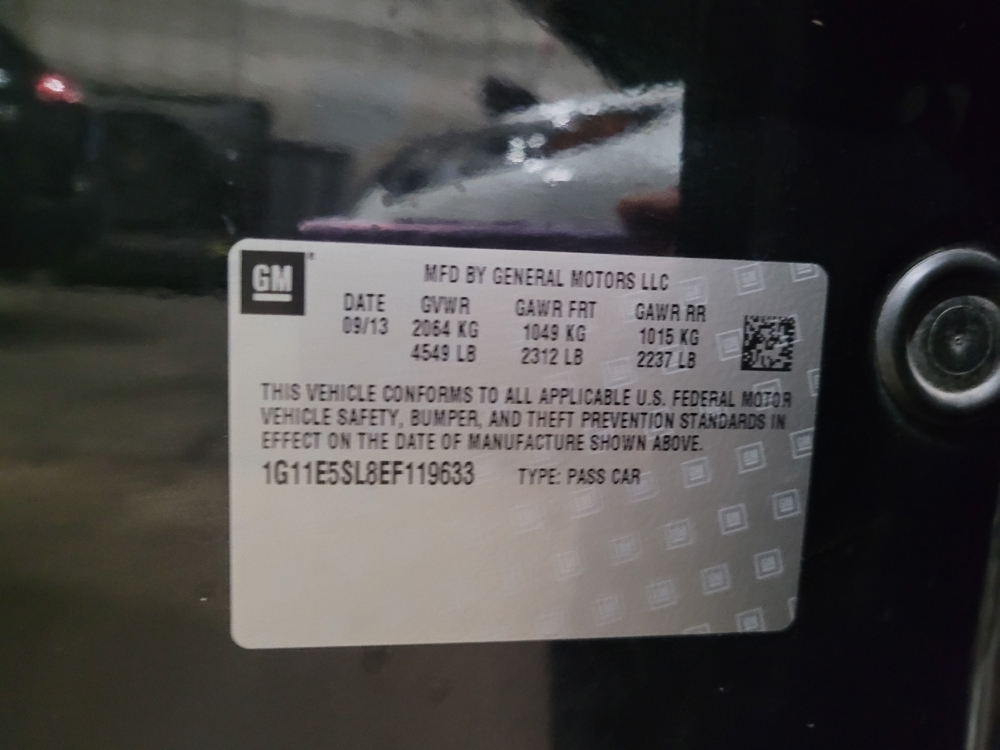 GM
MFD BY GENERAL MOTORS LLC
DATE GVWR GAWR FRT GAWR RR
09/13 2064 KG 1049 KG 1015 KG
4549 LB 2312 LB 2237 LB
THIS VEHICLE CONFORMS TO ALL APPLICABLE U.S. FEDERAL MOTOR
VEHICLE SAFETY, BUMPER, AND THEFT PREVENTION STANDARDS IN
EFFECT ON THE DATE OF MANUFACTURE SHOWN ABOVE.
1G11E5SL8EF119633 TYPE: PASS CAR